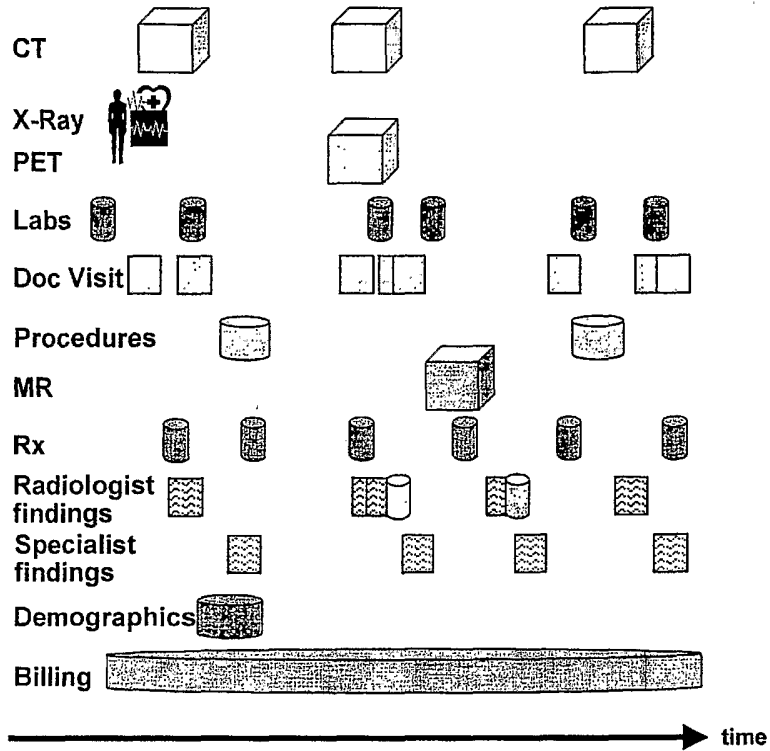 CT
X-Ray
PET
Labs
Doc Visit
Procedures
MR
Rx
Radiologist
findings
Specialist
findings
Demographics
Billing
time